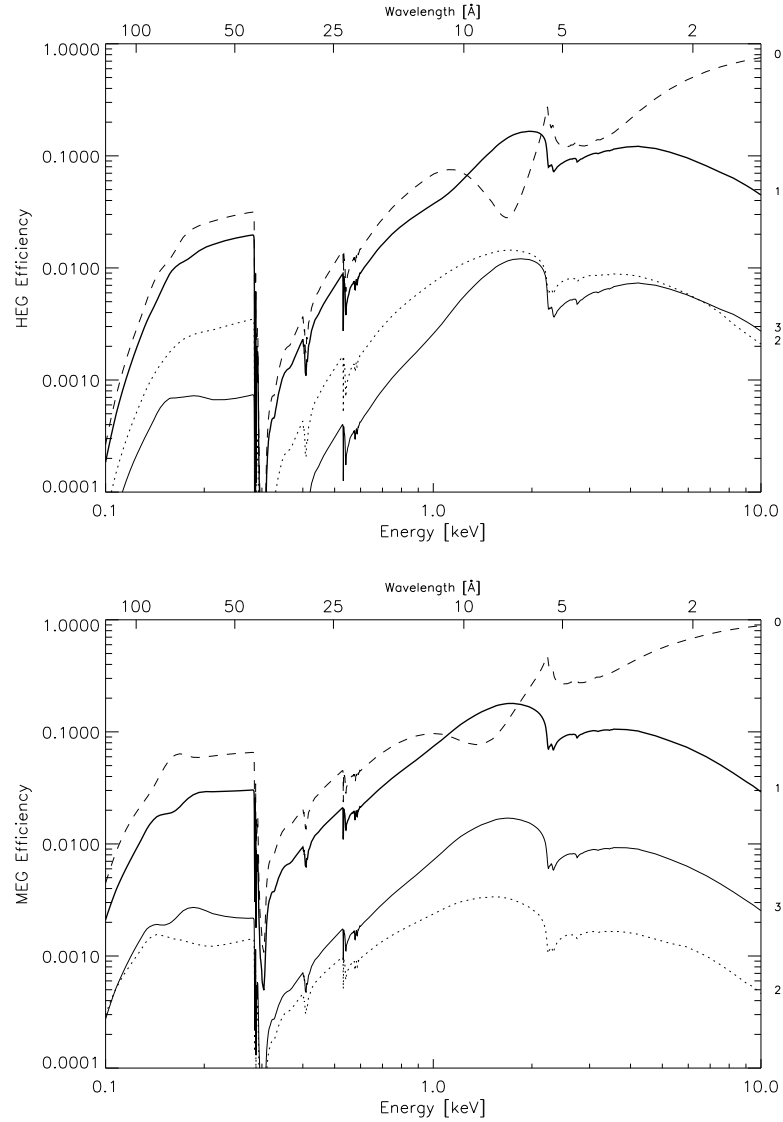 Wavelength [Å]
100 50 25 10 5 2
1.0000
0.1000
0.0100
0.0010
0.0001
HEG Efficiency
0
1
3
2
0.1 1.0 10.0
Energy [keV]
Wavelength [Å]
100 50 25 10 5 2
1.0000
0.1000
0.0100
0.0010
0.0001
MEG Efficiency
0
1
3
2
0.1 1.0 10.0
Energy [keV]